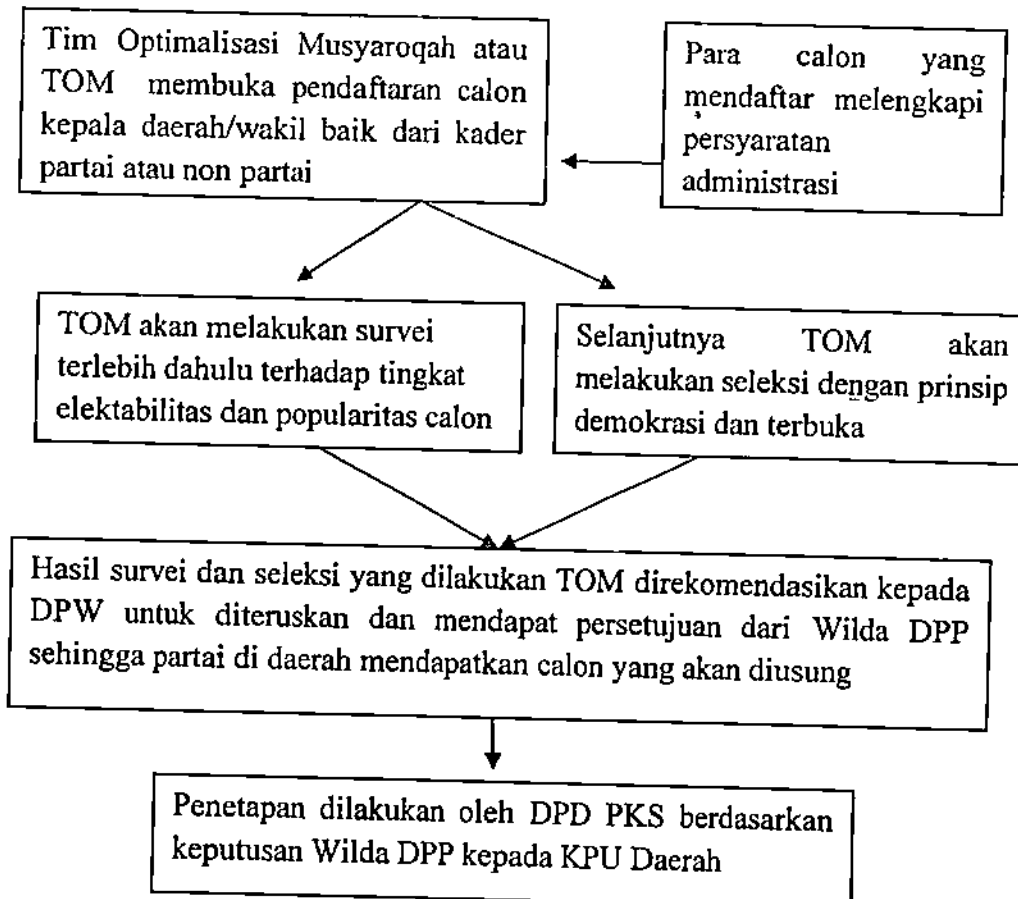 Tim Optimalisasi Musyaroqah atau
TOM membuka pendaftaran calon
kepala daerah/wakil baik dari kader
partai atau non partai
Para calon yang
mendaftar melengkapi
persyaratan
administrasi
TOM akan melakukan survei
terlebih dahulu terhadap tingkat
elektabilitas dan popularitas calon
Selanjutnya TOM akan
melakukan seleksi dengan prinsip
demokrasi dan terbuka
Hasil survei dan seleksi yang dilakukan TOM direkomendasikan kepada
DPW untuk diteruskan dan mendapat persetujuan dari Wilda DPP
sehingga partai di daerah mendapatkan calon yang akan diusung
Penetapan dilakukan oleh DPD PKS berdasarkan
keputusan Wilda DPP kepada KPU Daerah